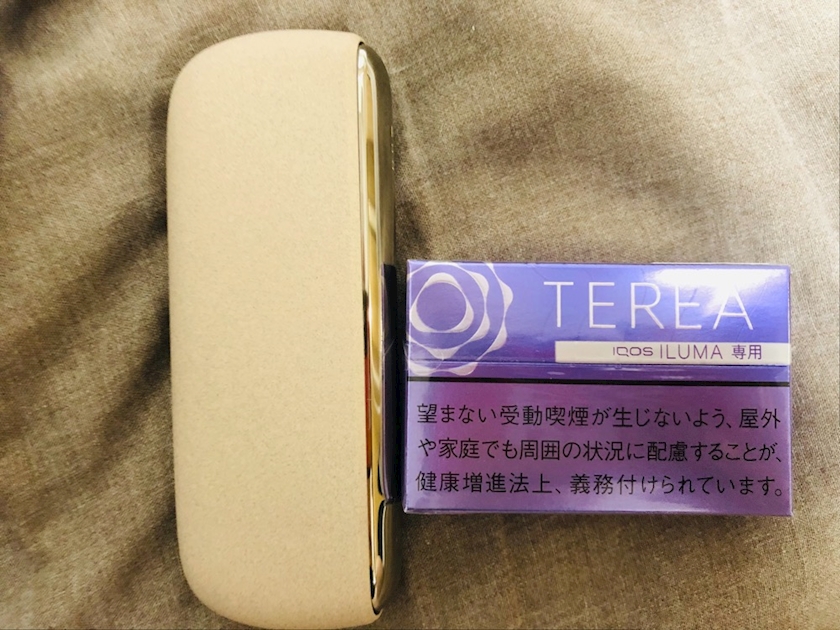 TEREA
IQOS ILUMA 専用
望まない受動喫煙が生じないよう、屋外
や家庭でも周囲の状況に配慮することが、
健康増進法上、義務付けられています。